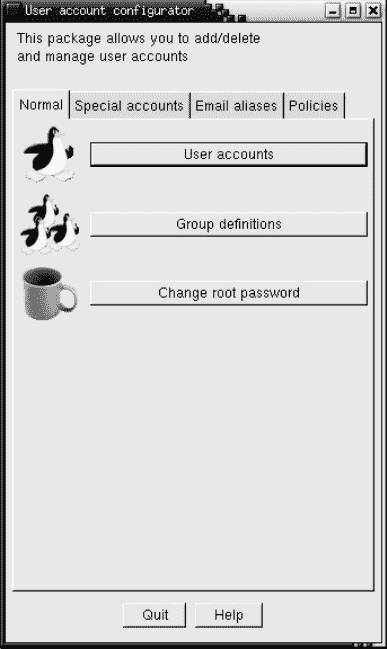 User account configurator
This package allows you to add/delete
and manage user accounts
Normal Special accounts Email aliases Policies
User accounts
Group definitions
Change root password
Quit Help